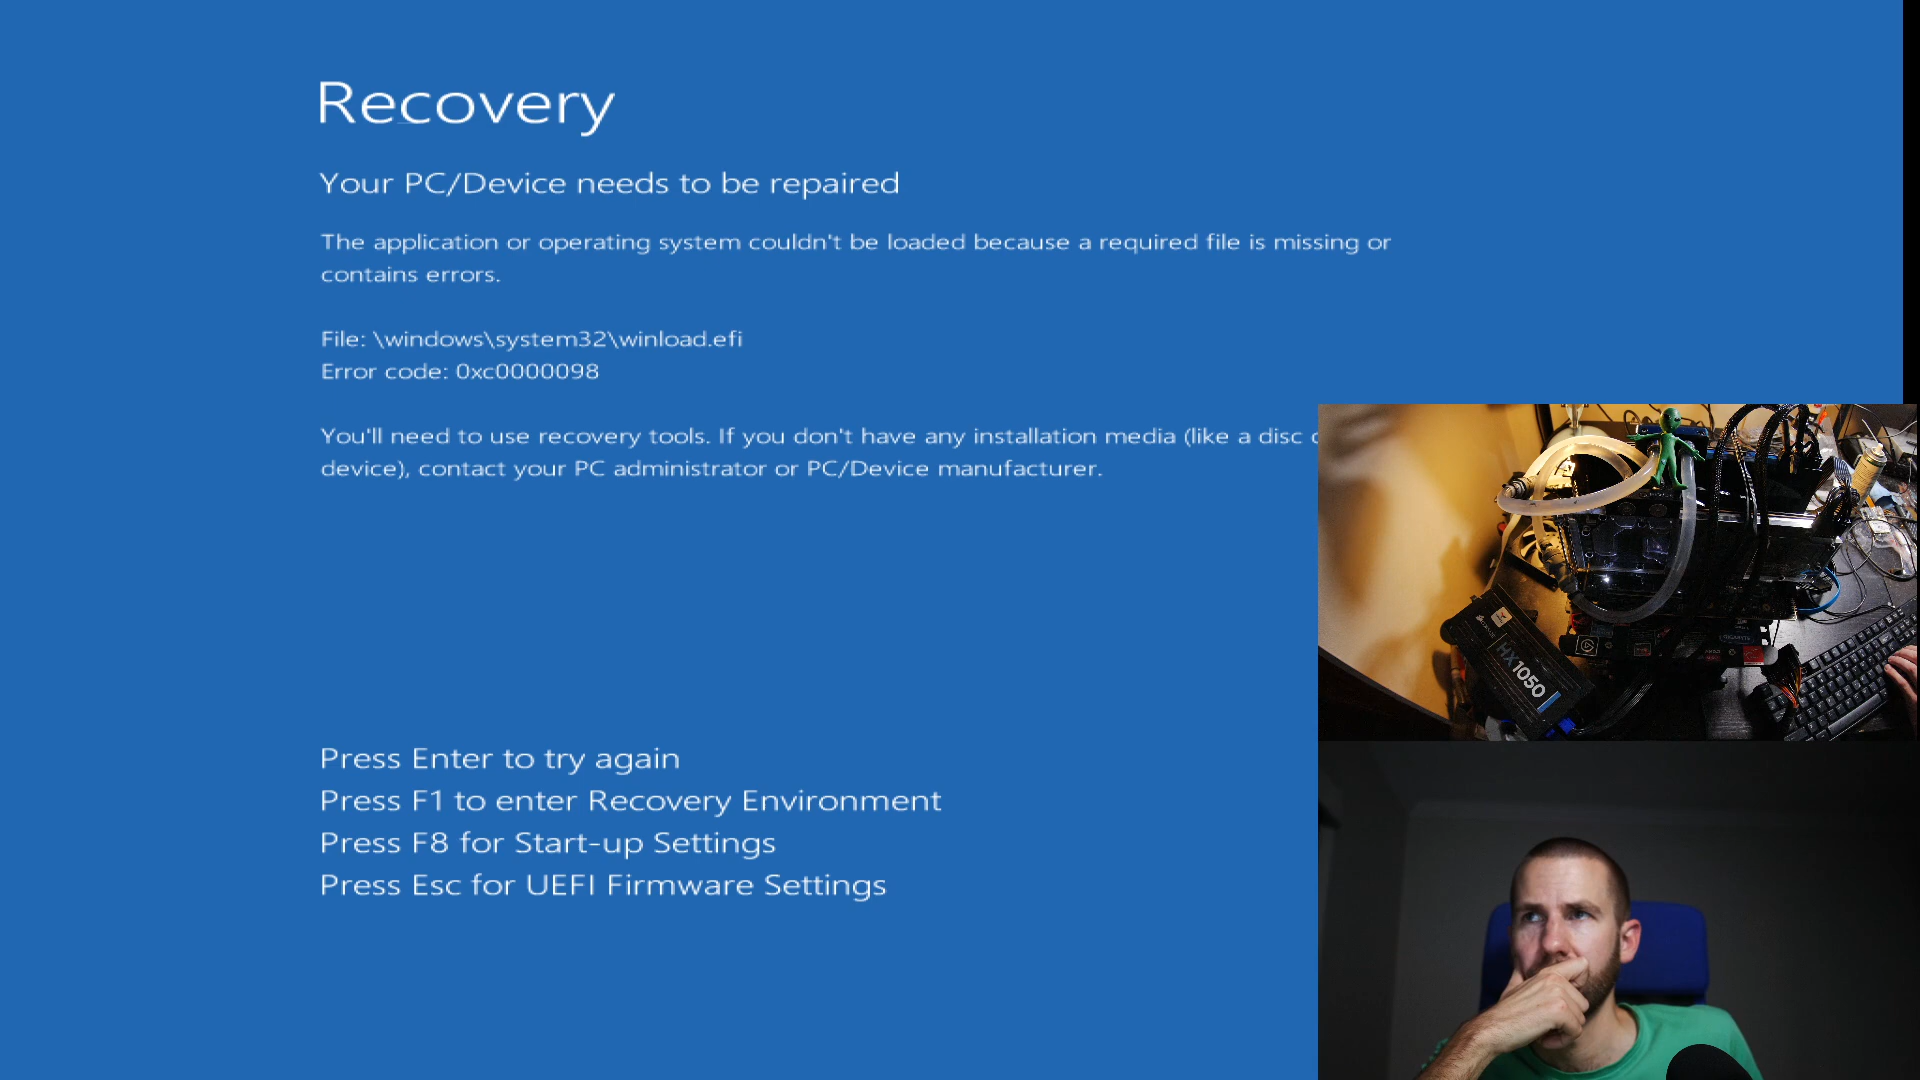 Recovery
Your PC/Device needs to be repaired
The application or operating system couldn't be loaded because a required file is missing or
contains errors.
File: \windows\system32\winload.efi
Error code: 0xc0000098
You'll need to use recovery tools. If you don't have any installation media (like a disc
device), contact your PC administrator or PC/Device manufacturer.
Press Enter to try again
Press F1 to enter Recovery Environment
Press F8 for Start-up Settings
Press Esc for UEFI Firmware Settings
HX1050